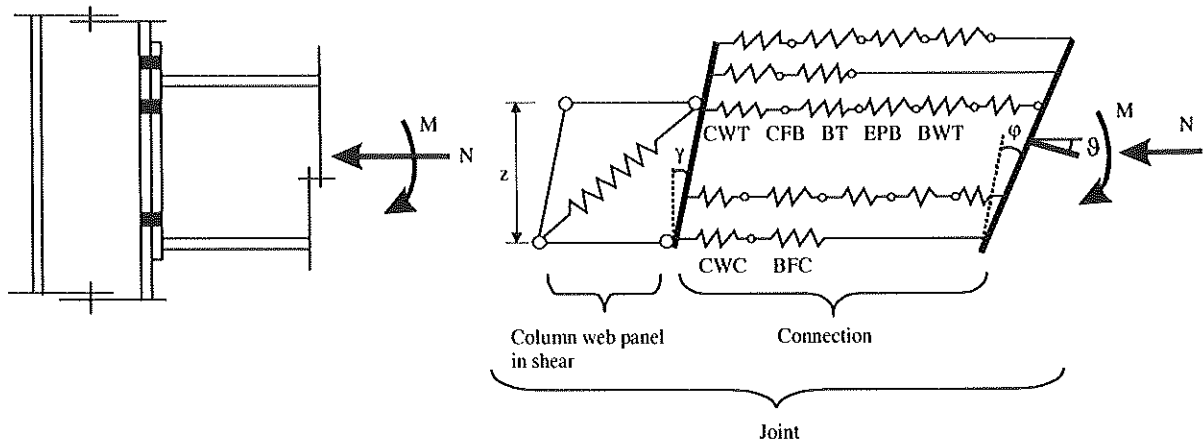 M
N
z
γ
CWT CFB BT EPB BWT
CWC BFC
φ
ϑ
M
N
Column web panel
in shear
Connection
Joint